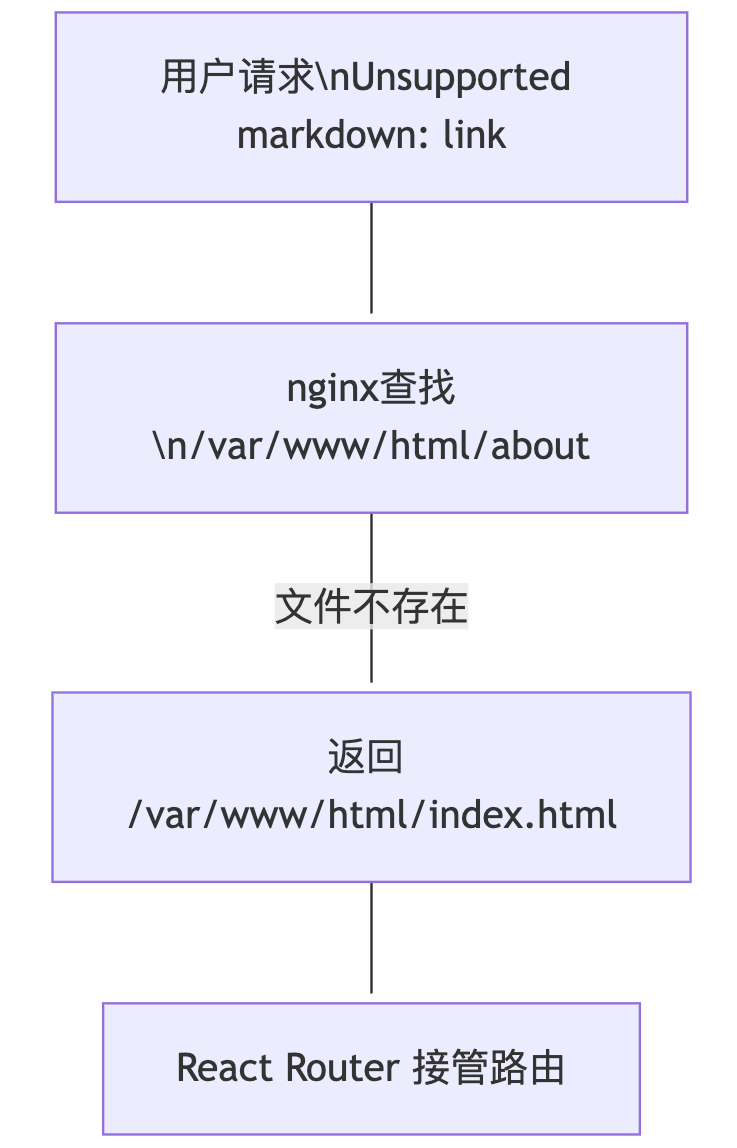 用户请求\nUnsupported
markdown: link
nginx查找
\n/var/www/html/about
文件不存在
返回
/var/www/html/index.html
React Router 接管路由